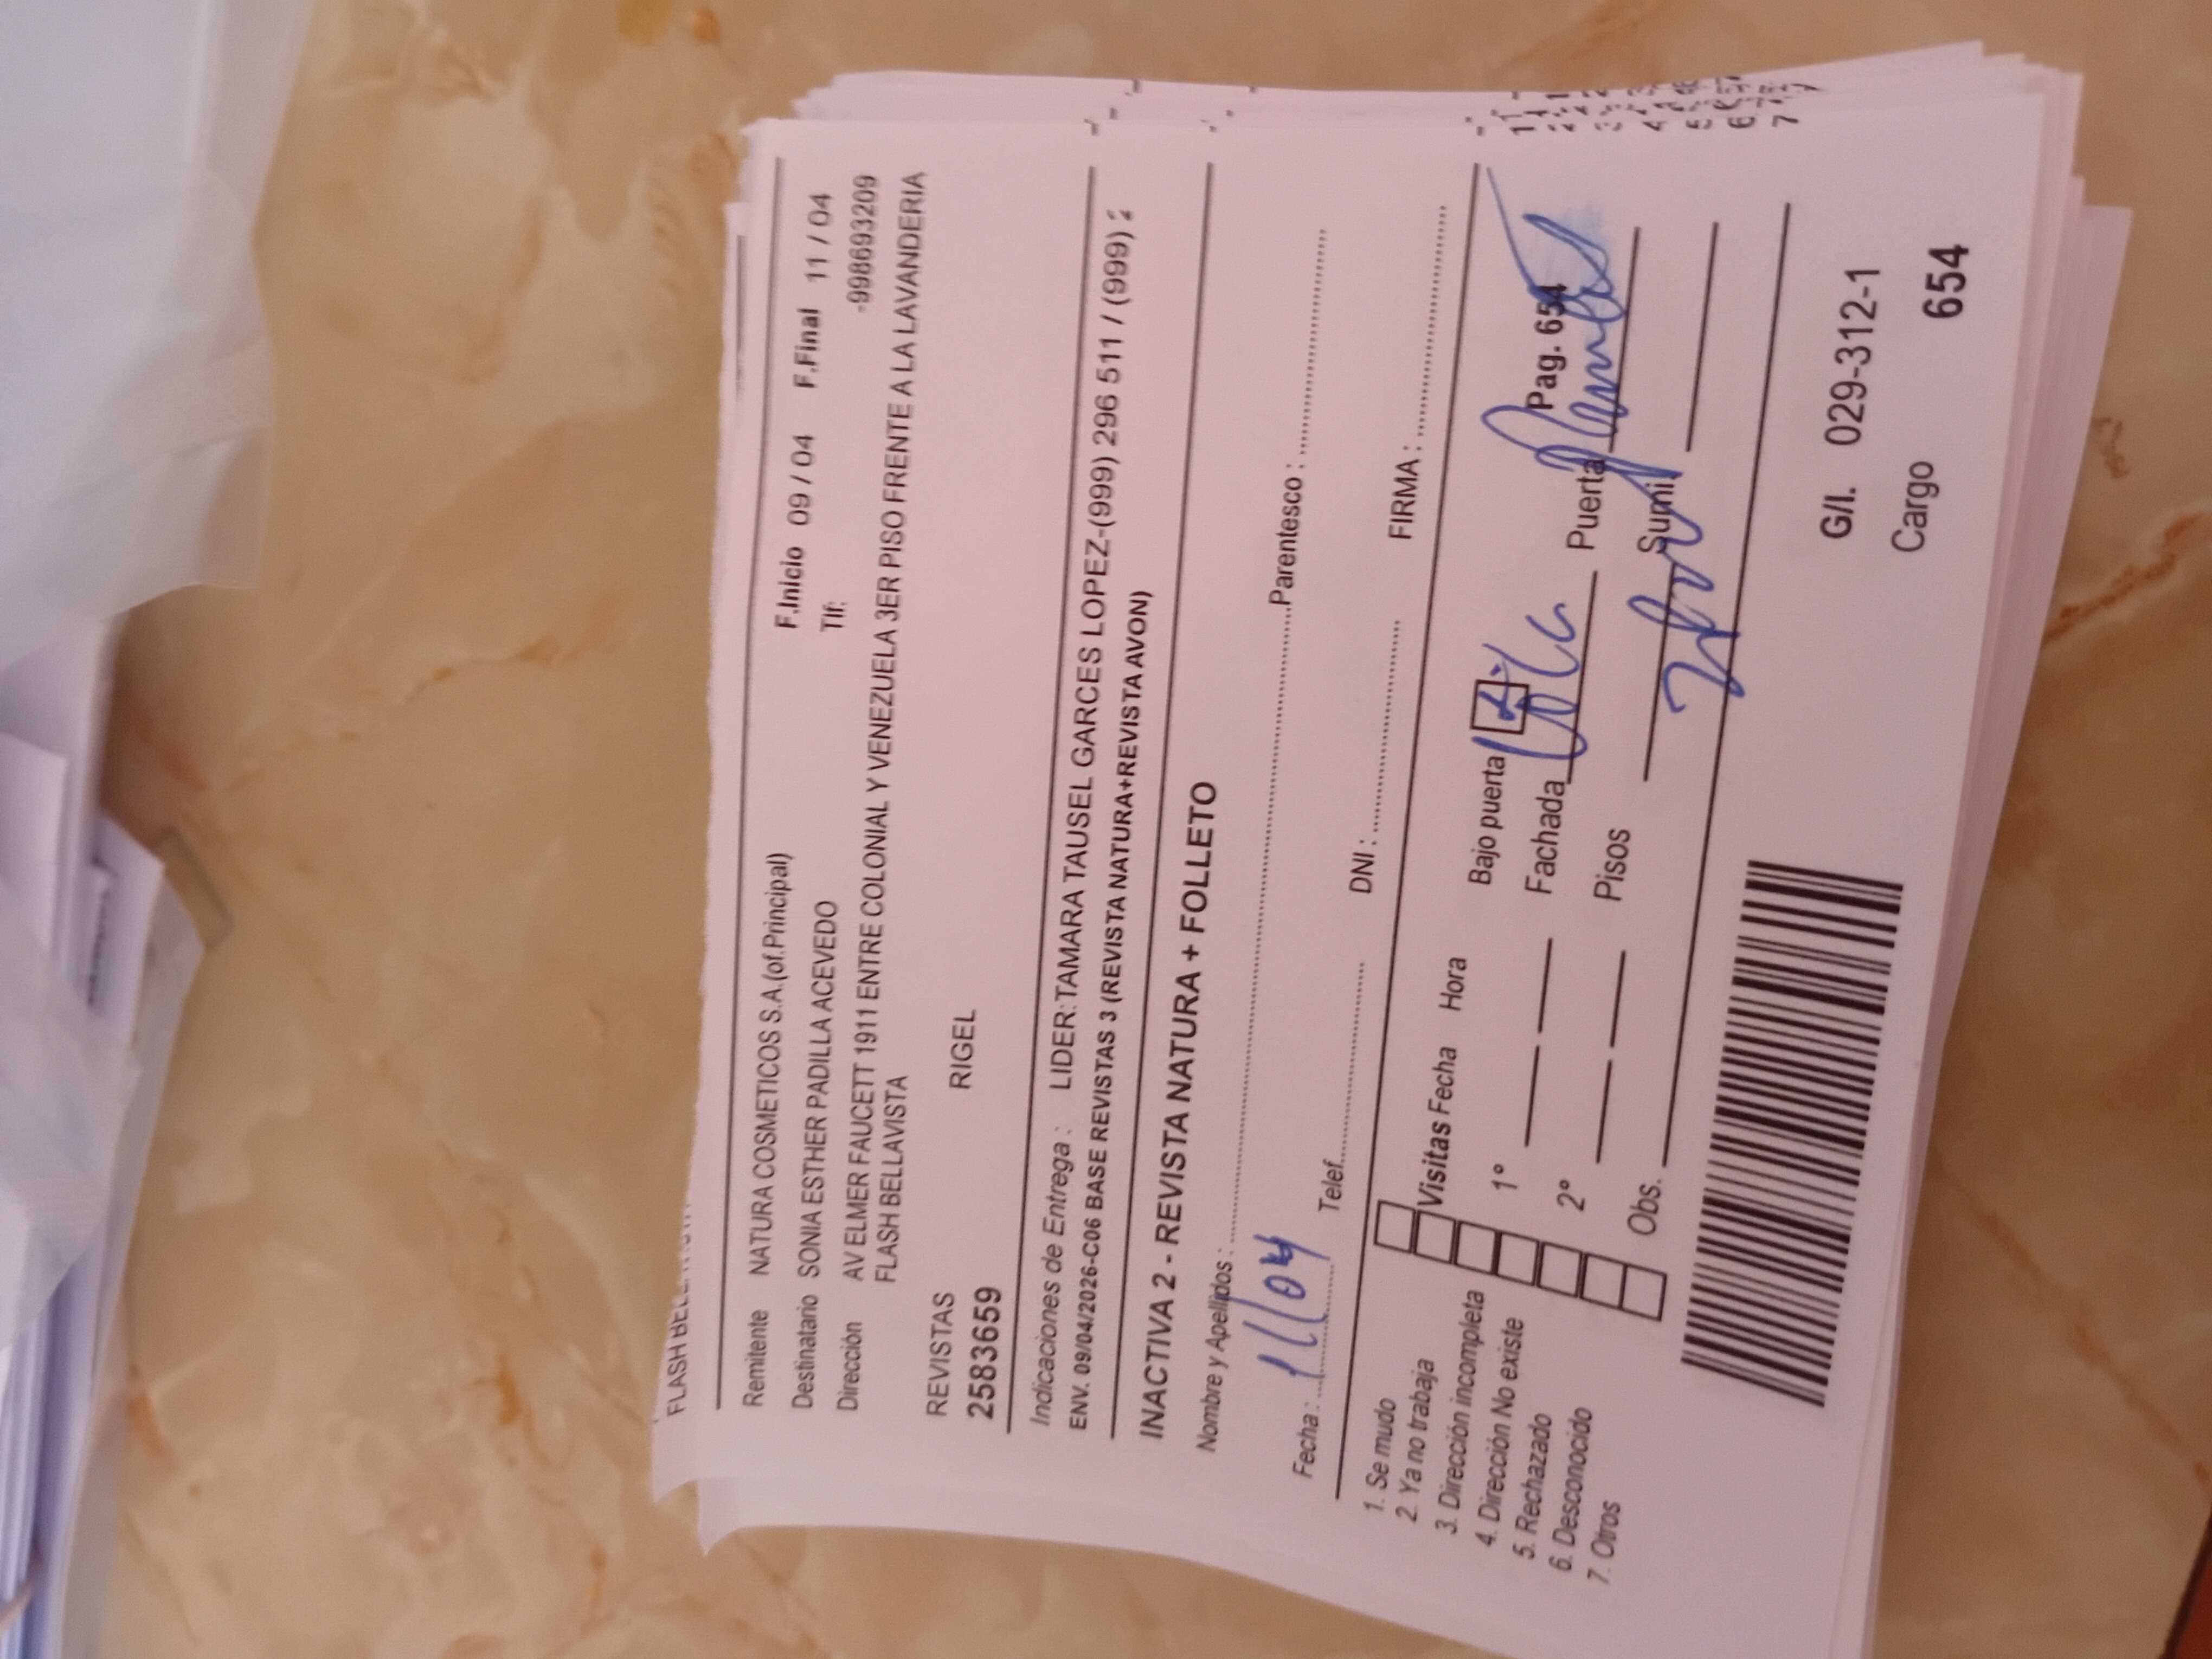 FLASH BELLAVISTA
Remitente NATURA COSMETICOS S.A.(of.Principal) F.Inicio 09 / 04 F.Final 11 / 04
Destinatario SONIA ESTHER PADILLA ACEVEDO Tlf: -998693209
Dirección AV ELMER FAUCETT 1911 ENTRE COLONIAL Y VENEZUELA 3ER PISO FRENTE A LA LAVANDERIA
FLASH BELLAVISTA
REVISTAS RIGEL
2583659
Indicaciones de Entrega : LIDER:TAMARA TAUSEL GARCES LOPEZ-(999) 296 511 / (999)
ENV. 09/04/2026-C06 BASE REVISTAS 3 (REVISTA NATURA+REVISTA AVON)
INACTIVA 2 - REVISTA NATURA + FOLLETO
Nombre y Apellidos : Parentesco :
Fecha : 11/04 Telef. DNI : FIRMA :
1. Se mudo
2. Ya no trabaja
3. Dirección incompleta
4. Dirección No existe
5. Rechazado
6. Desconocido
7. Otros
Visitas Fecha Hora Bajo puerta Pag. 654
1° Fachada Puerta
2° Pisos Sumi
Obs.
G/I. 029-312-1
Cargo 654